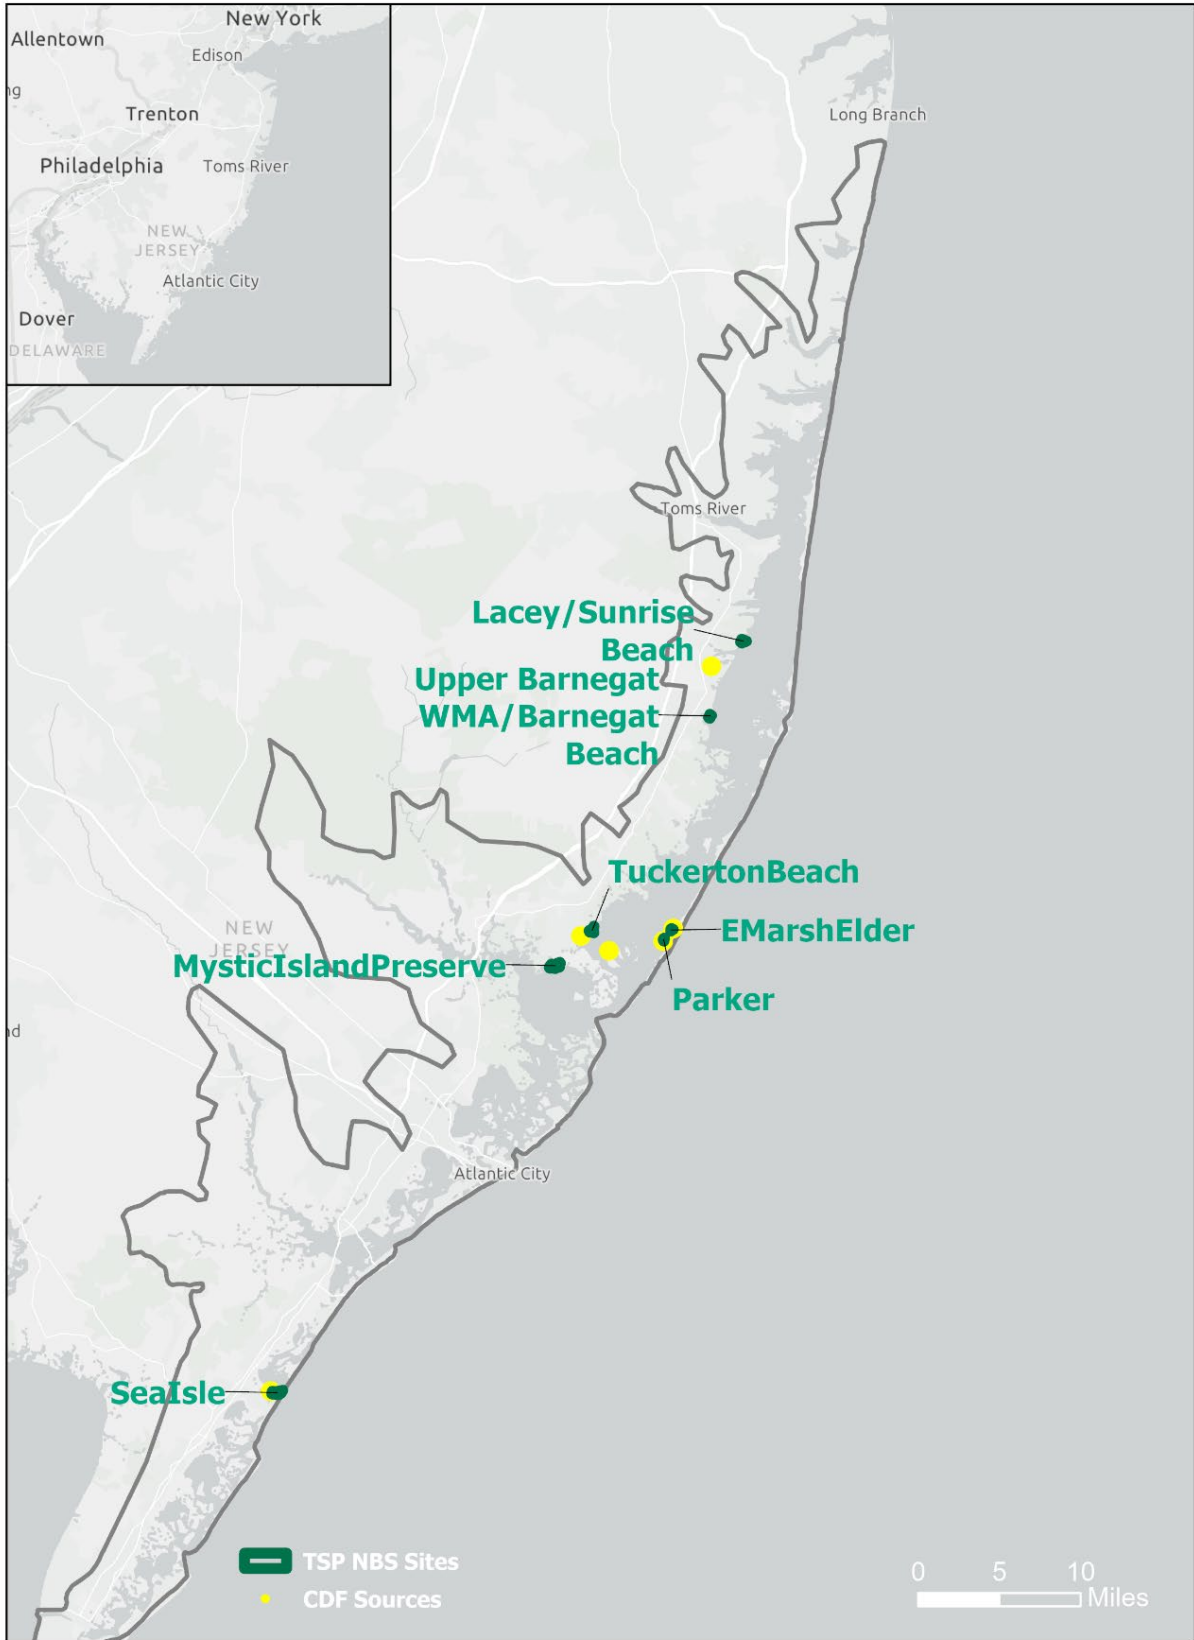 New York
Allentown
Edison
ng
Trenton
Philadelphia
Toms River
NEW
JERSEY
Atlantic City
Dover
DELAWARE
Long Branch
Toms River
Lacey/Sunrise
Beach
Upper Barnegat
WMA/Barnegat
Beach
TuckertonBeach
NEW
JERSEY
EMarshElder
MysticIslandPreserve
Parker
nd
Atlantic City
SeaIsle
TSP NBS Sites
CDF Sources
0 5 10
Miles